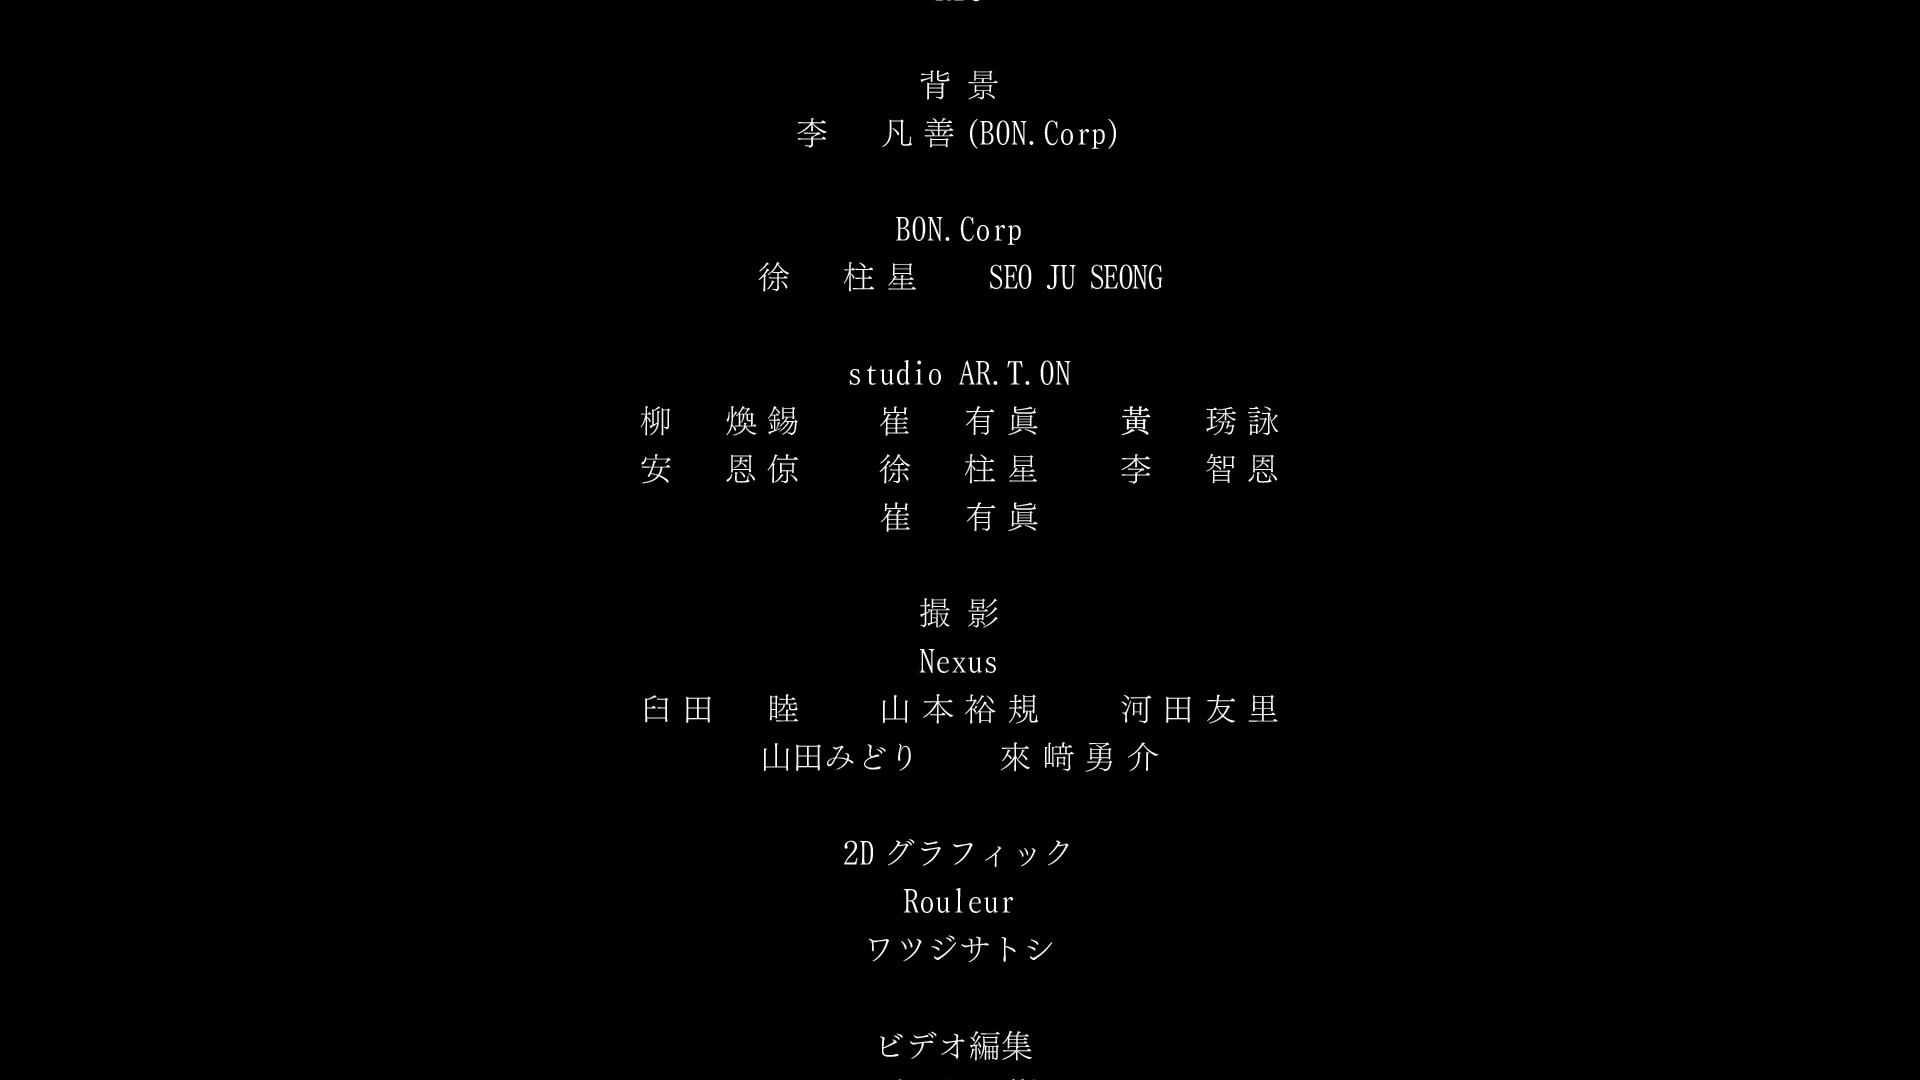 背景
李 凡善(BON.Corp)
BON.Corp
徐 柱星 SEO JU SEONG
studio AR.T.ON
柳 煥錫 崔 有眞 黃 琇詠
安 恩倞 徐 柱星 李 智恩
崔 有眞
撮影
Nexus
臼田 睦 山本裕規 河田友里
山田みどり 來﨑勇介
2Dグラフィック
Rouleur
ワツジサトシ
ビデオ編集